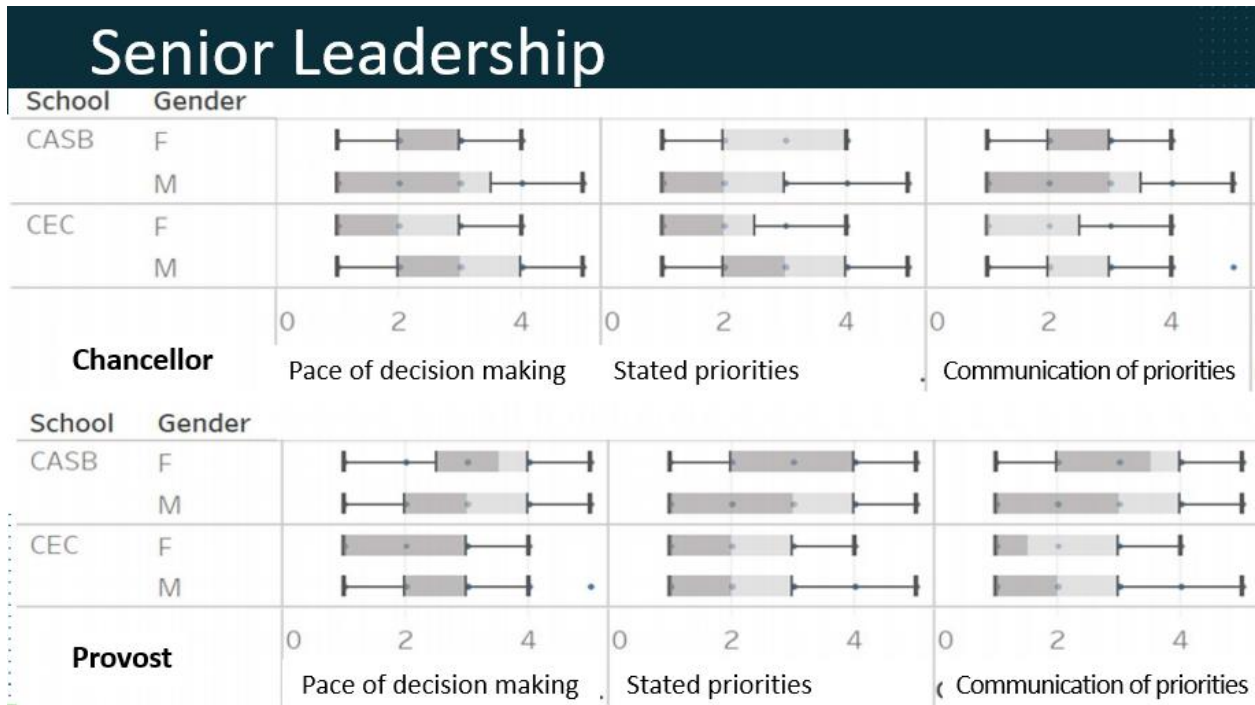 Senior Leadership
School Gender
CASB F
M
CEC F
M
0 2 4 0 2 4 0 2 4
Chancellor Pace of decision making Stated priorities Communication of priorities
School Gender
CASB F
M
CEC F
M
0 2 4 0 2 4 0 2 4
Provost Pace of decision making Stated priorities Communication of priorities